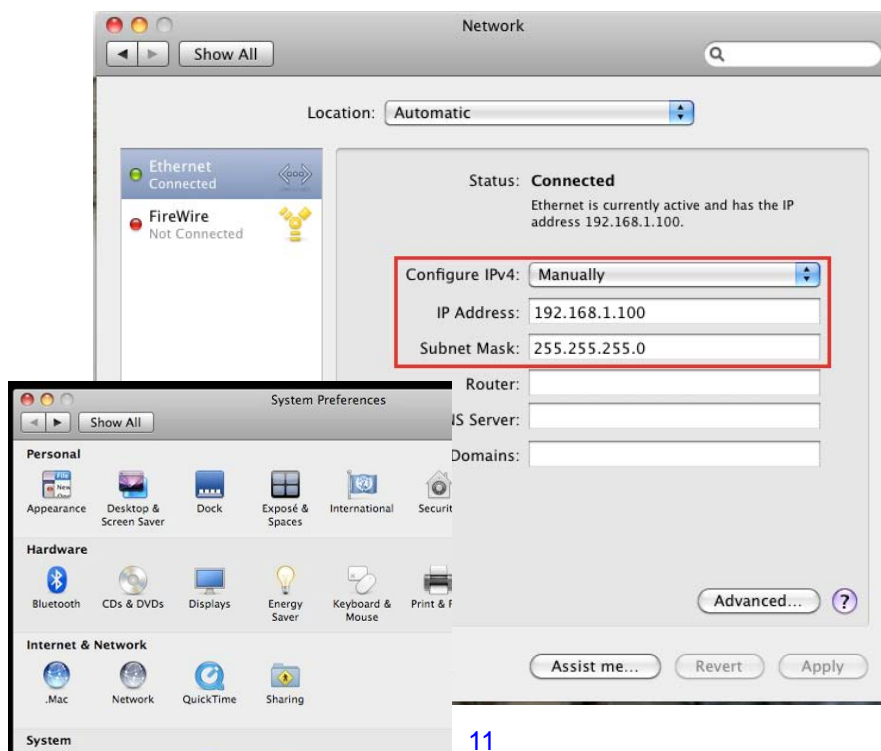 Network
Show All
Location: Automatic
Ethernet
Connected
FireWire
Not Connected
Status: Connected
Ethernet is currently active and has the IP
address 192.168.1.100.
Configure IPv4: Manually
IP Address: 192.168.1.100
Subnet Mask: 255.255.255.0
Router:
NS Server:
Domains:
Advanced... ?
Assist me... Revert Apply
System Preferences
Show All
Personal
Appearance Desktop & Screen Saver Dock Exposé & Spaces International Securit
Hardware
Bluetooth CDs & DVDs Displays Energy Saver Keyboard & Mouse Print & F
Internet & Network
.Mac Network QuickTime Sharing
System
11